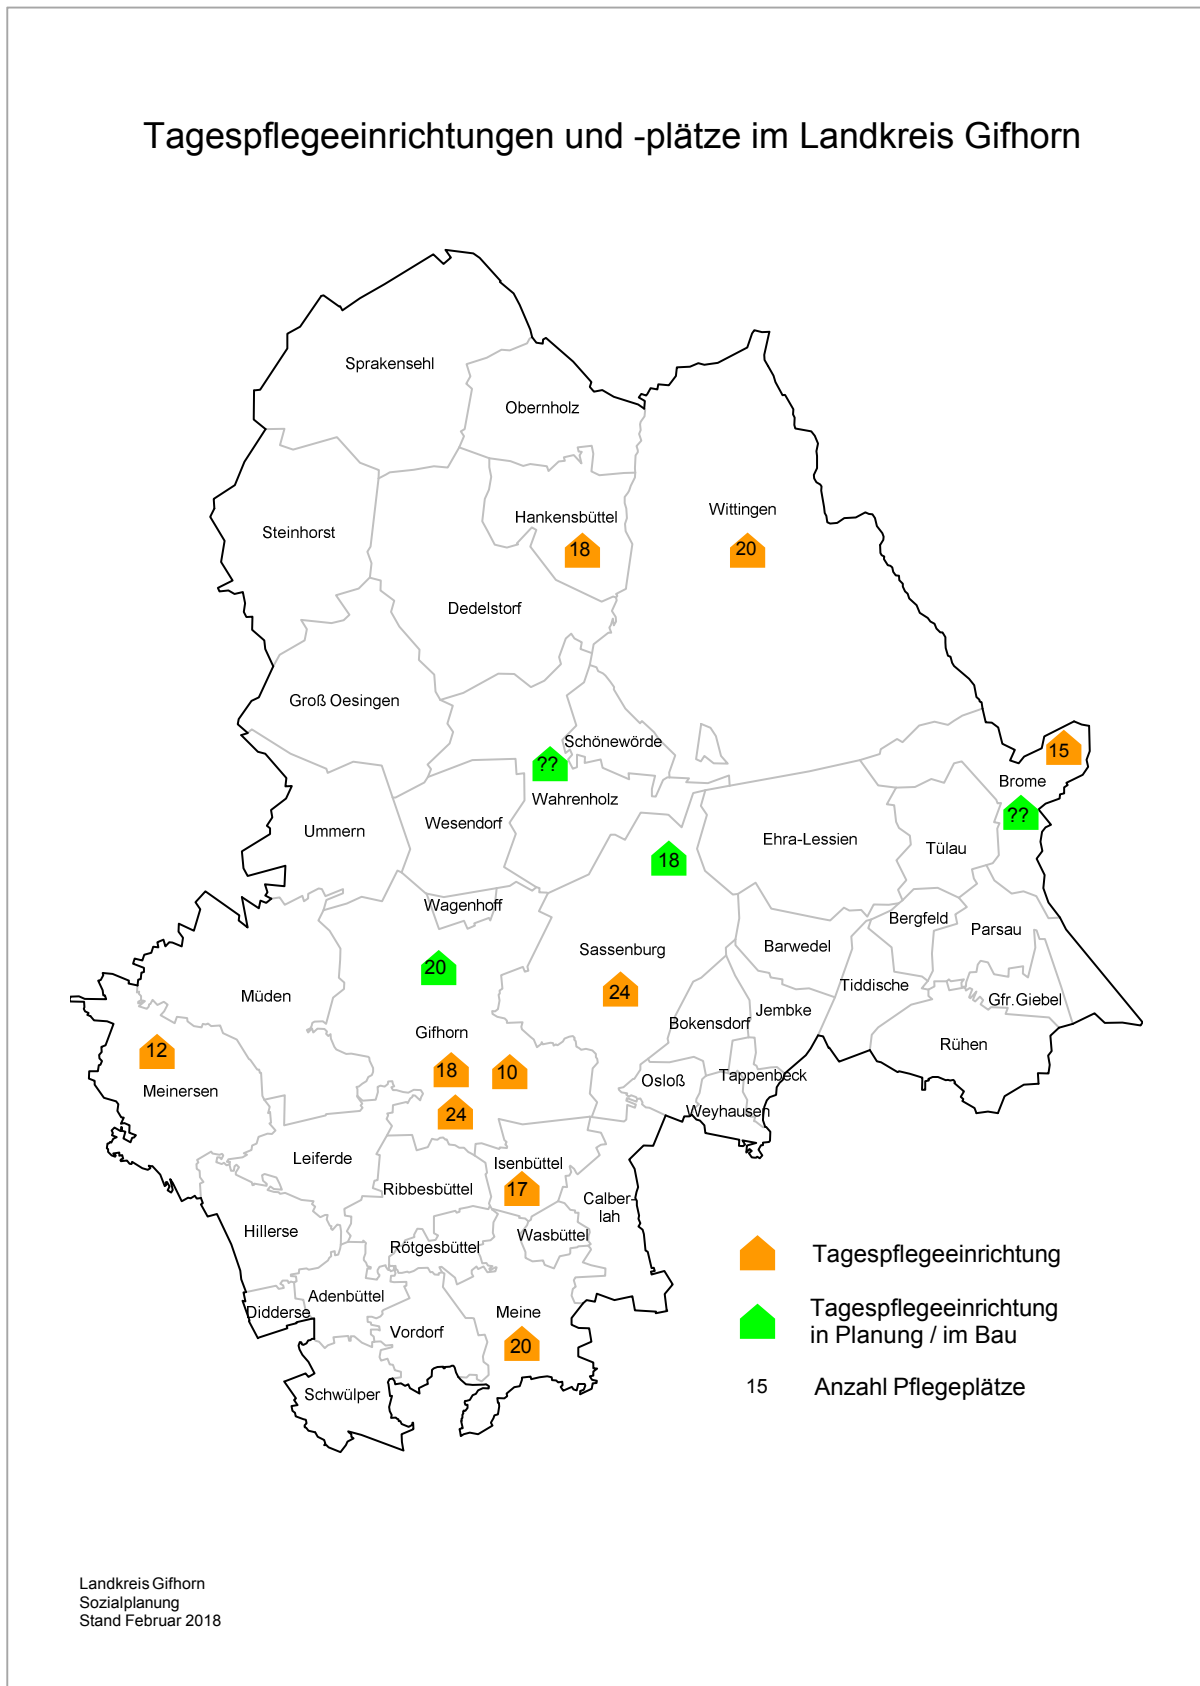 Tagespflegeeinrichtungen und -plätze im Landkreis Gifhorn
Sprakensehl
Obernholz
Hankensbüttel
Wittingen
Steinhorst
18
20
Dedelstorf
Groß Oesingen
Schönewörde
15
??
Brome
Wahrenholz
??
Ummern
Wesendorf
Ehra-Lessien
Tülau
18
Wagenhoff
Bergfeld
Parsau
Sassenburg
Barwedel
20
Müden
24
Tiddische
Gfr.Giebel
Jembke
Bokensdorf
Gifhorn
Rühen
12
18
10
Osloß
Tappenbeck
Meinersen
Weyhausen
24
Leiferde
Isenbüttel
Ribbesbüttel
17
Calber-
lah
Hillerse
Wasbüttel
Rötgesbüttel
Tagespflegeeinrichtung
Adenbüttel
Didderse
Meine
Tagespflegeeinrichtung
in Planung / im Bau
Vordorf
20
Schwülper
15
Anzahl Pflegeplätze
Landkreis Gifhorn
Sozialplanung
Stand Februar 2018